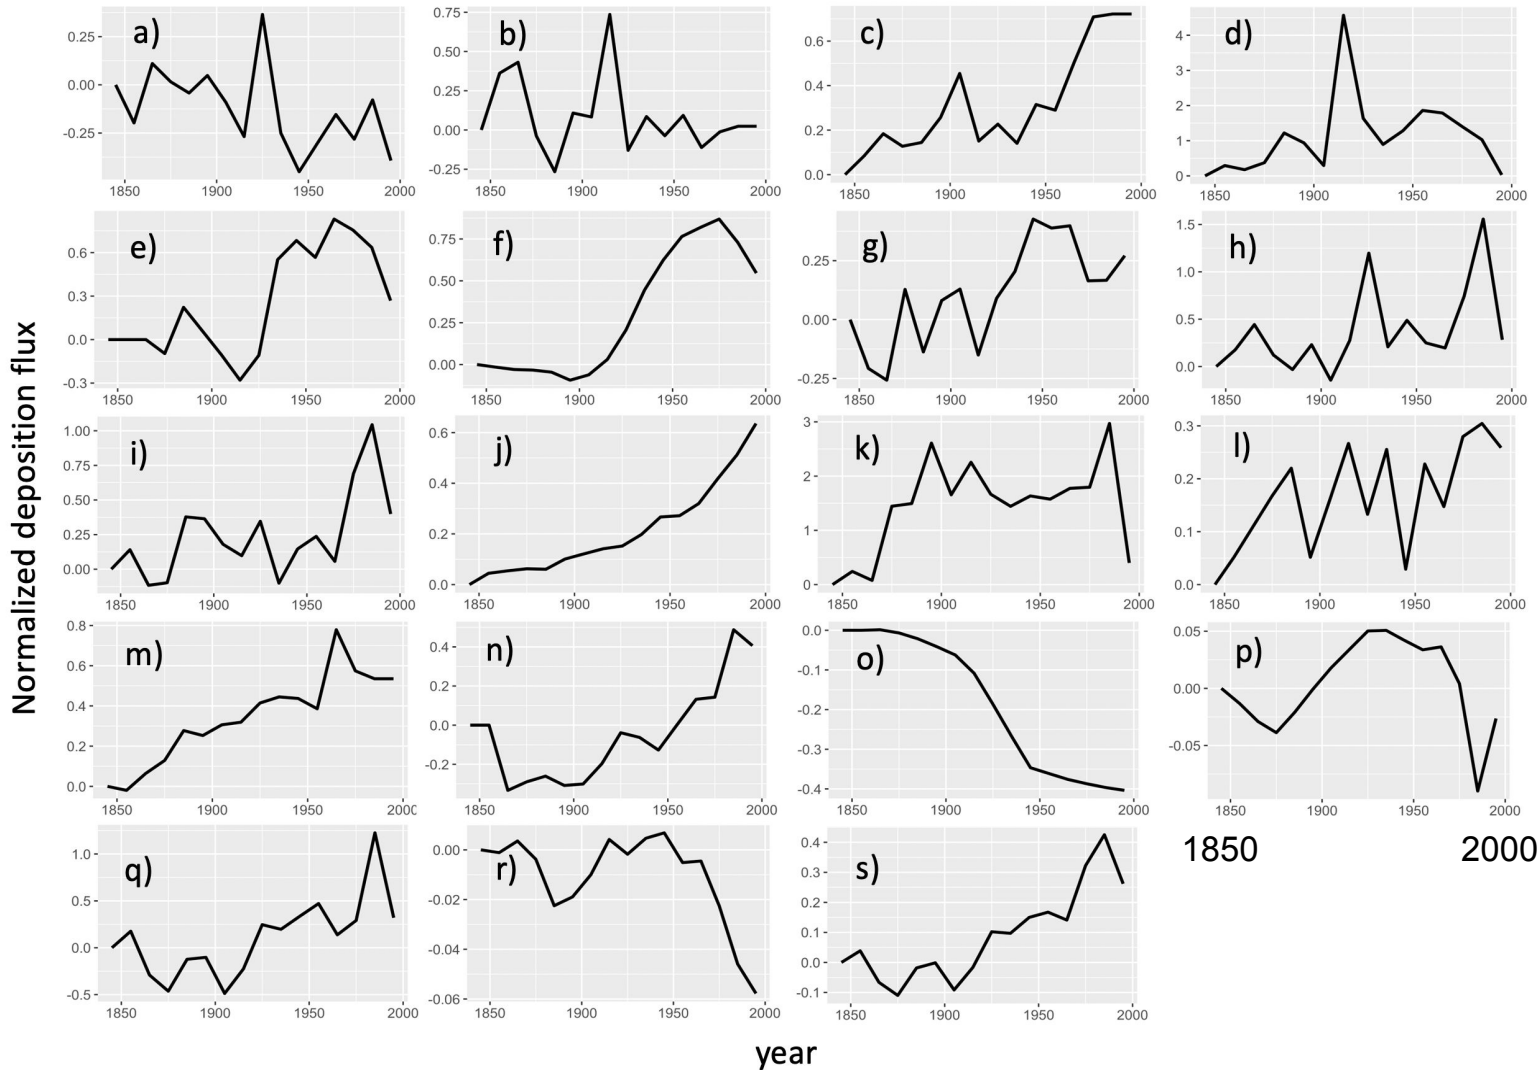 Normalized deposition flux
a)
0.25
0.00
-0.25
1850 1900 1950 2000
b)
0.75
0.50
0.25
0.00
-0.25
1850 1900 1950 2000
c)
0.6
0.4
0.2
0.0
1850 1900 1950 2000
d)
4
3
2
1
0
1850 1900 1950 2000
e)
0.6
0.3
0.0
-0.3
1850 1900 1950 2000
f)
0.75
0.50
0.25
0.00
1850 1900 1950 2000
g)
0.25
0.00
-0.25
1850 1900 1950 2000
h)
1.5
1.0
0.5
0.0
1850 1900 1950 2000
i)
1.00
0.75
0.50
0.25
0.00
1850 1900 1950 2000
j)
0.6
0.4
0.2
0.0
1850 1900 1950 2000
k)
3
2
1
0
1850 1900 1950 2000
l)
0.3
0.2
0.1
0.0
1850 1900 1950 2000
m)
0.8
0.6
0.4
0.2
0.0
1850 1900 1950 2000
n)
0.4
0.2
0.0
-0.2
1850 1900 1950 2000
o)
0.0
-0.1
-0.2
-0.3
-0.4
1850 1900 1950 2000
p)
0.05
0.00
-0.05
1850 1900 1950 2000
1850 2000
q)
1.0
0.5
0.0
-0.5
1850 1900 1950 2000
r)
0.00
-0.02
-0.04
-0.06
1850 1900 1950 2000
s)
0.4
0.3
0.2
0.1
0.0
-0.1
1850 1900 1950 2000
year